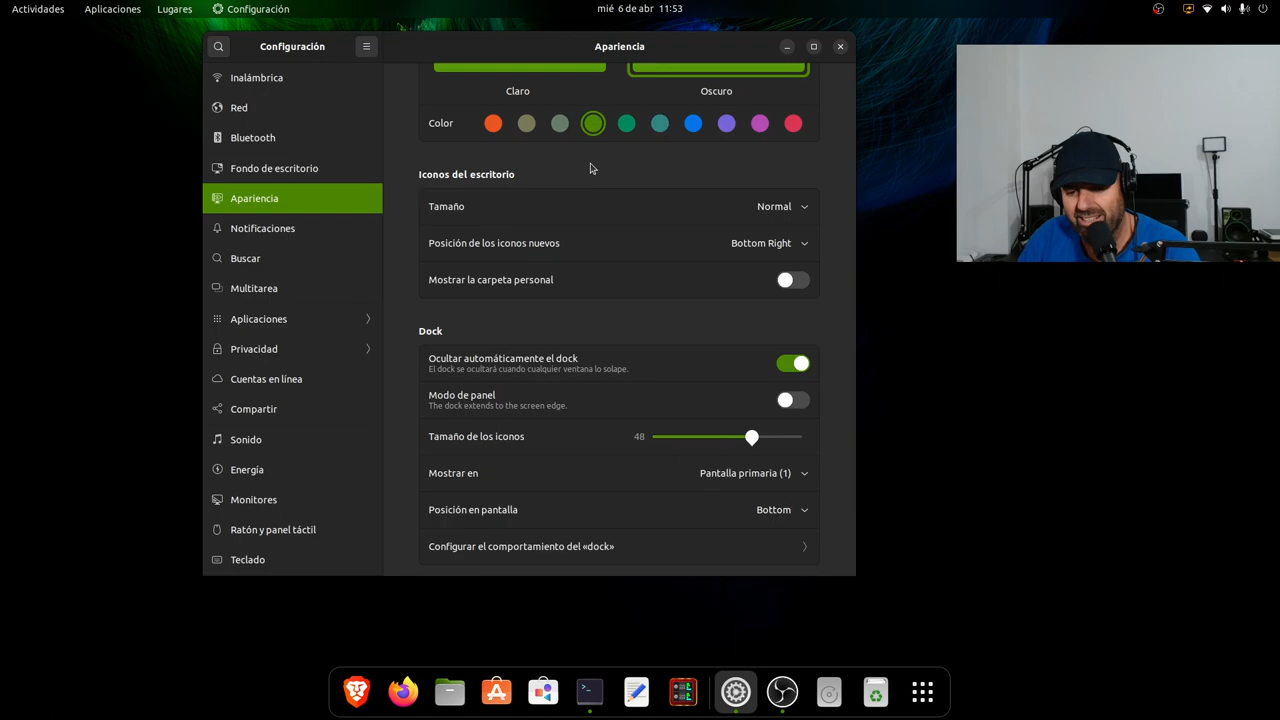 Actividades Aplicaciones Lugares Configuración mié 6 de abr 11:53
Configuración
Apariencia
Inalámbrica
Red
Bluetooth
Fondo de escritorio
Apariencia
Notificaciones
Buscar
Multitarea
Aplicaciones
Privacidad
Cuentas en línea
Compartir
Sonido
Energía
Monitores
Ratón y panel táctil
Teclado
Claro Oscuro
Color
Iconos del escritorio
Tamaño Normal
Posición de los iconos nuevos Bottom Right
Mostrar la carpeta personal
Dock
Ocultar automáticamente el dock
El dock se ocultará cuando cualquier ventana lo solape.
Modo de panel
The dock extends to the screen edge.
Tamaño de los iconos 48
Mostrar en Pantalla primaria (1)
Posición en pantalla Bottom
Configurar el comportamiento del «dock»